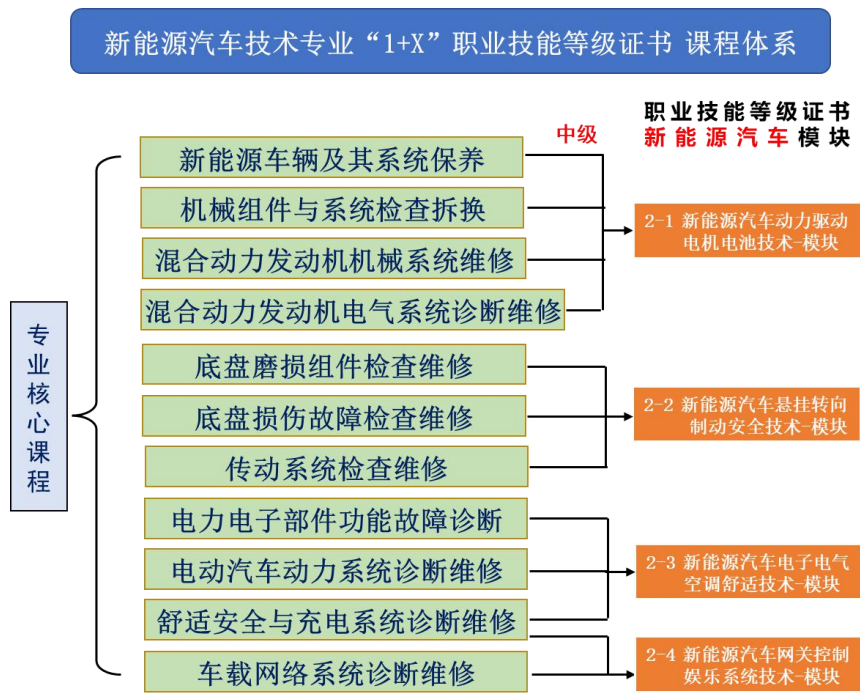 新能源汽车技术专业“1+X”职业技能等级证书 课程体系
职业技能等级证书
新能源汽车模块
中级
专业核心课程
新能源车辆及其系统保养
机械组件与系统检查拆换
混合动力发动机机械系统维修
混合动力发动机电气系统诊断维修
2-1 新能源汽车动力驱动
电机电池技术-模块
底盘磨损组件检查维修
底盘损伤故障检查维修
传动系统检查维修
2-2 新能源汽车悬挂转向
制动安全技术-模块
电力电子部件功能故障诊断
电动汽车动力系统诊断维修
舒适安全与充电系统诊断维修
2-3 新能源汽车电子电气
空调舒适技术-模块
车载网络系统诊断维修
2-4 新能源汽车网关控制
娱乐系统技术-模块